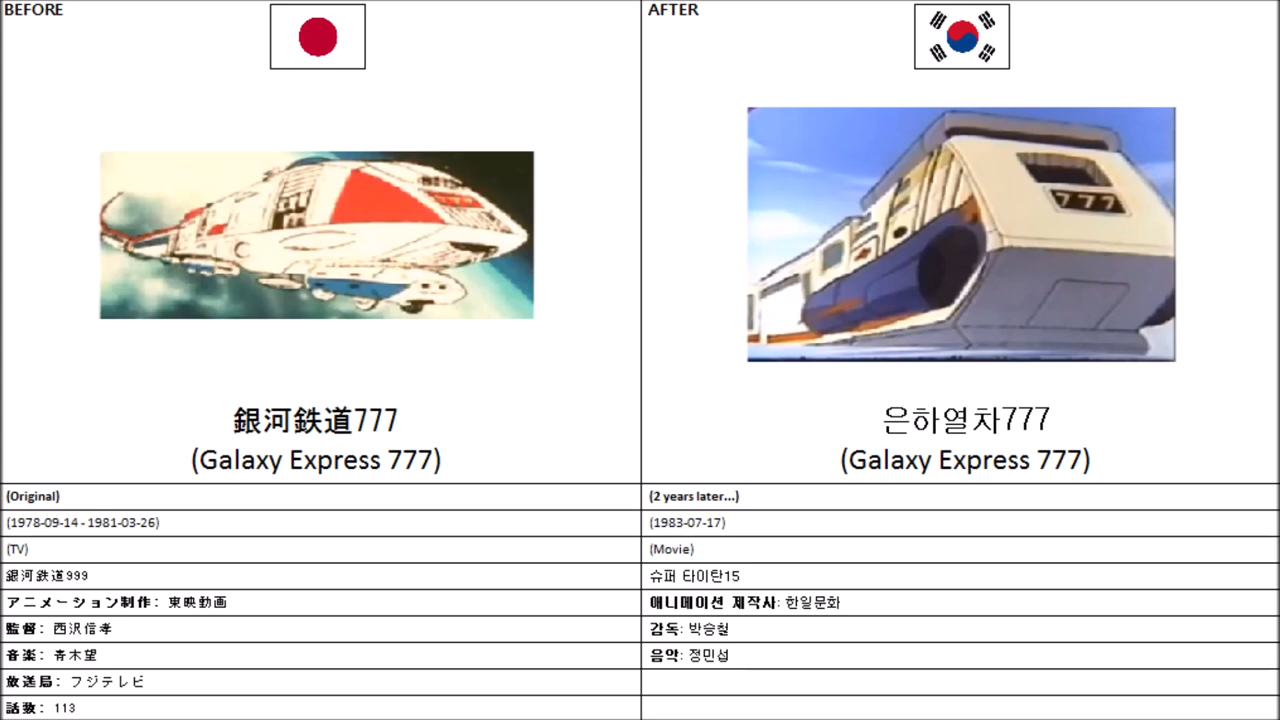 BEFORE
777
銀河鉄道777
(Galaxy Express 777)
(Original)
(1978-09-14 - 1981-03-26)
(TV)
銀河鉄道999
アニメーション制作: 東映動画
監督: 西沢信孝
音楽: 青木望
放送局: フジテレビ
話数: 113
AFTER
777
은하열차777
(Galaxy Express 777)
(2 years later...)
(1983-07-17)
(Movie)
슈퍼 타이탄15
애니메이션 제작사: 한일문화
감독: 박승철
음악: 정민섭